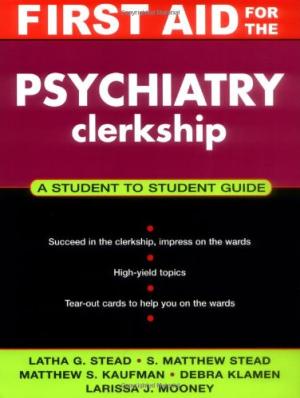 FIRST AID FOR THE
PSYCHIATRY
clerkship
A STUDENT TO STUDENT GUIDE
Succeed in the clerkship, impress on the wards
High-yield topics
Tear-out cards to help you on the wards
LATHA G. STEAD • S. MATTHEW STEAD
MATTHEW S. KAUFMAN • DEBRA KLAMEN
LARISSA J. MOONEY